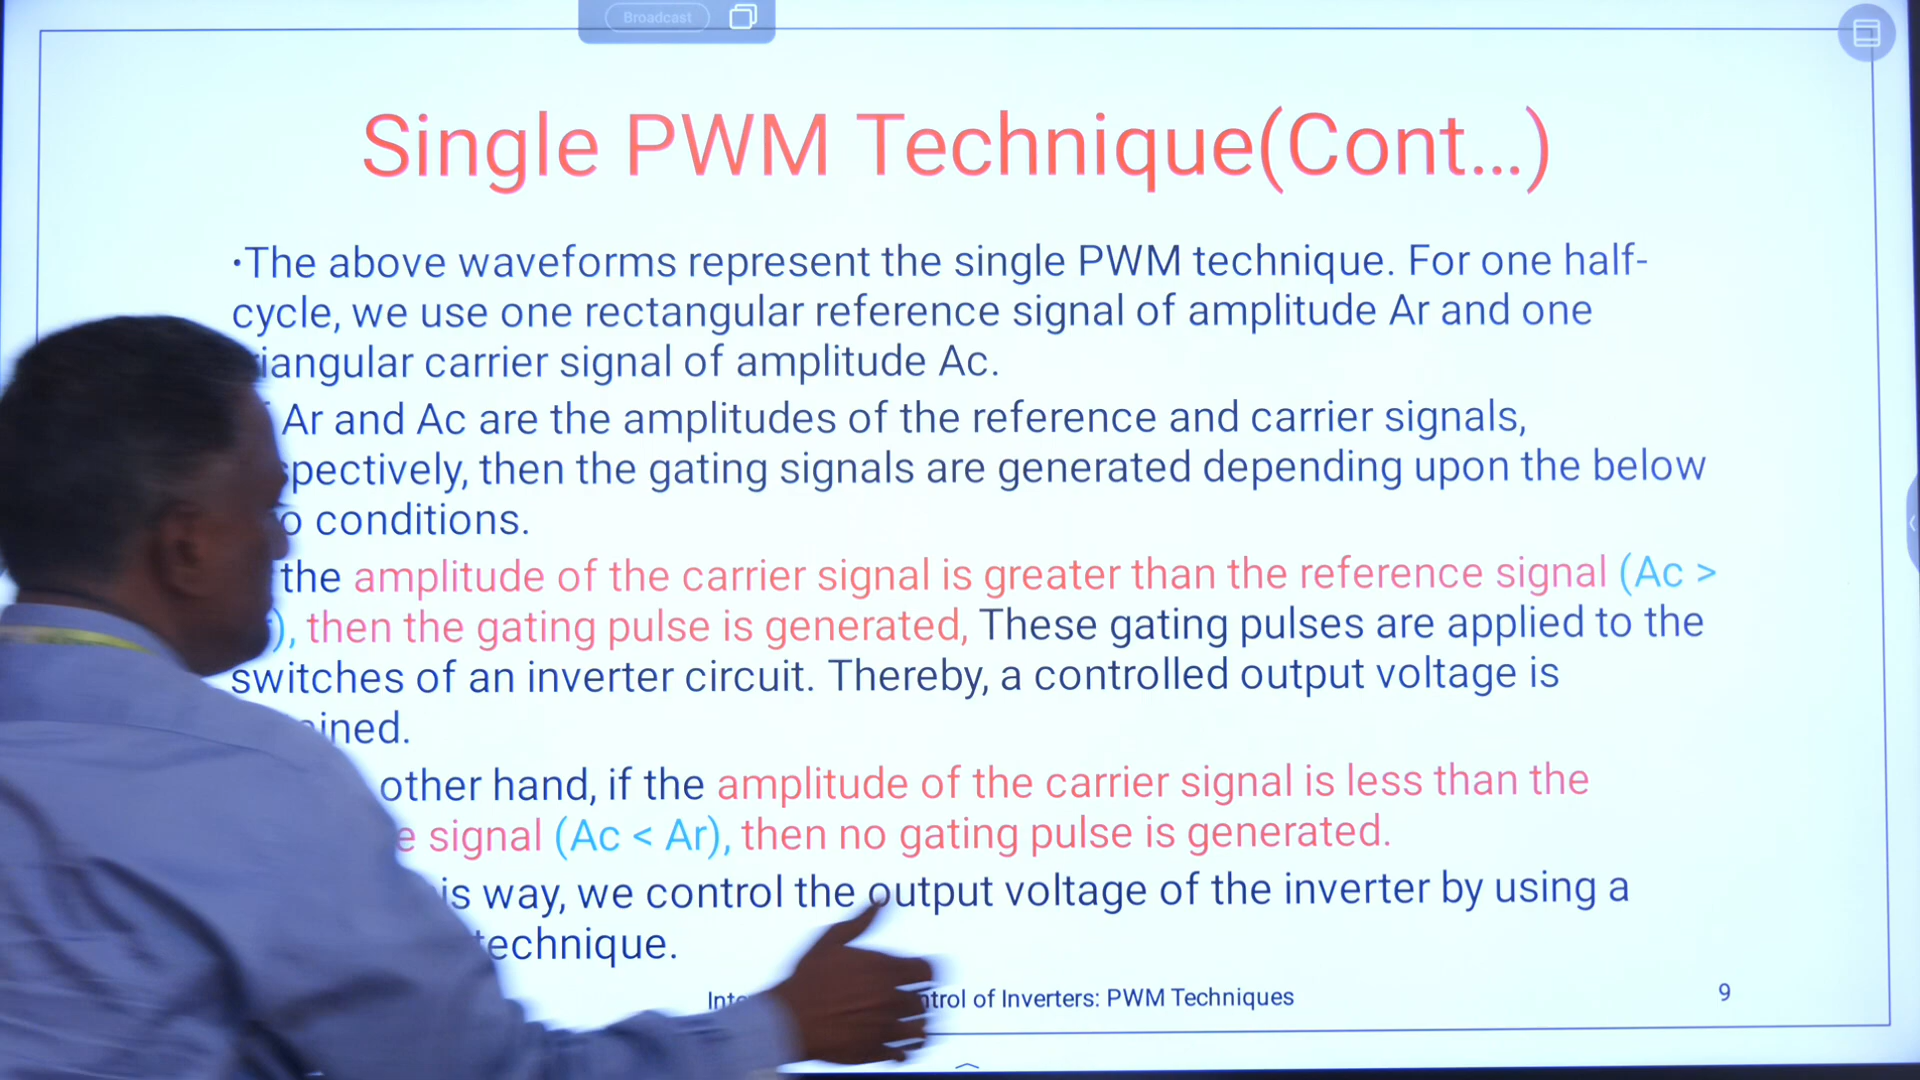 Broadcast
Single PWM Technique(Cont...)
•The above waveforms represent the single PWM technique. For one half-
cycle, we use one rectangular reference signal of amplitude Ar and one
iangular carrier signal of amplitude Ac.
Ar and Ac are the amplitudes of the reference and carrier signals,
spectively, then the gating signals are generated depending upon the below
o conditions.
the amplitude of the carrier signal is greater than the reference signal (Ac >
), then the gating pulse is generated, These gating pulses are applied to the
switches of an inverter circuit. Thereby, a controlled output voltage is
ined.
other hand, if the amplitude of the carrier signal is less than the
e signal (Ac < Ar), then no gating pulse is generated.
is way, we control the output voltage of the inverter by using a
technique.
Inte ntrol of Inverters: PWM Techniques
9